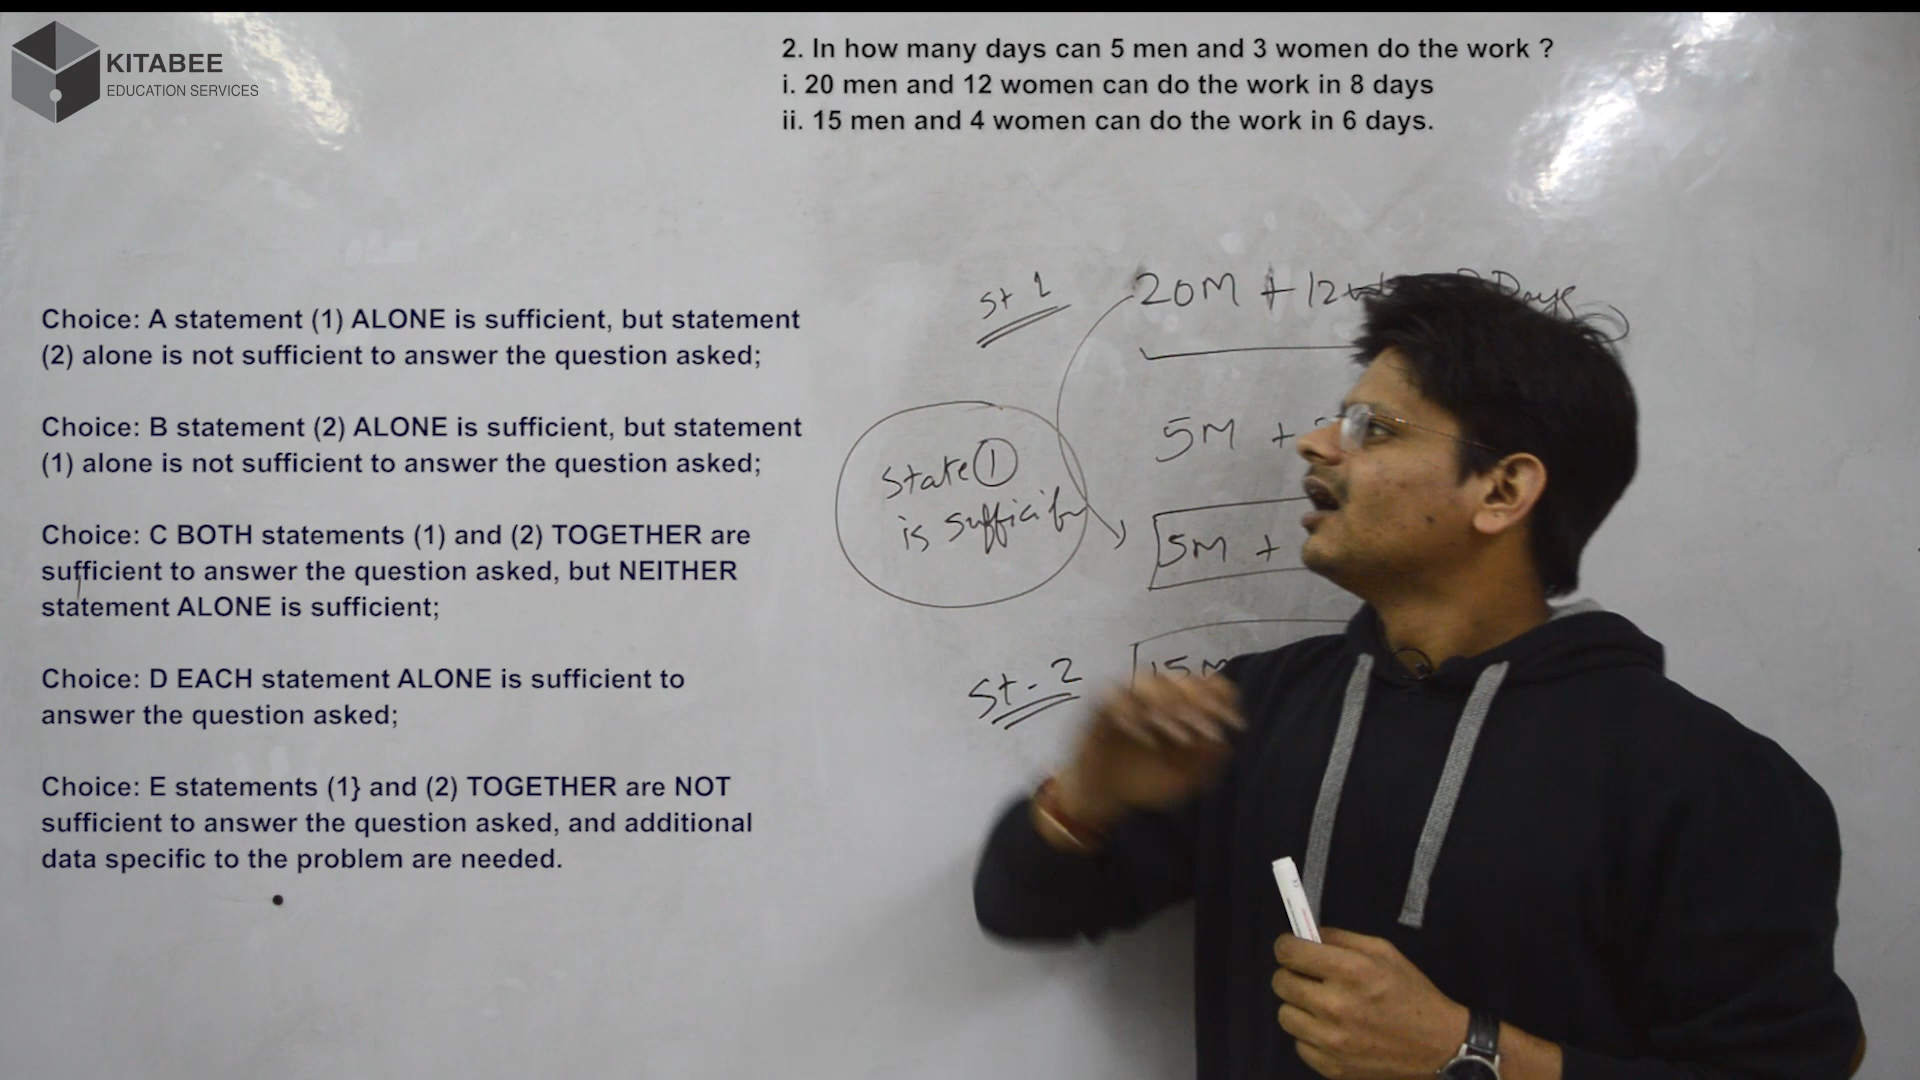 KITABEE
EDUCATION SERVICES
2. In how many days can 5 men and 3 women do the work ?
i. 20 men and 12 women can do the work in 8 days
ii. 15 men and 4 women can do the work in 6 days.
Choice: A statement (1) ALONE is sufficient, but statement
(2) alone is not sufficient to answer the question asked;
Choice: B statement (2) ALONE is sufficient, but statement
(1) alone is not sufficient to answer the question asked;
Choice: C BOTH statements (1) and (2) TOGETHER are
sufficient to answer the question asked, but NEITHER
statement ALONE is sufficient;
Choice: D EACH statement ALONE is sufficient to
answer the question asked;
Choice: E statements (1} and (2) TOGETHER are NOT
sufficient to answer the question asked, and additional
data specific to the problem are needed.
St 1
20M + 12 Days
5M +
State 1
is
5M +
St-2
15M